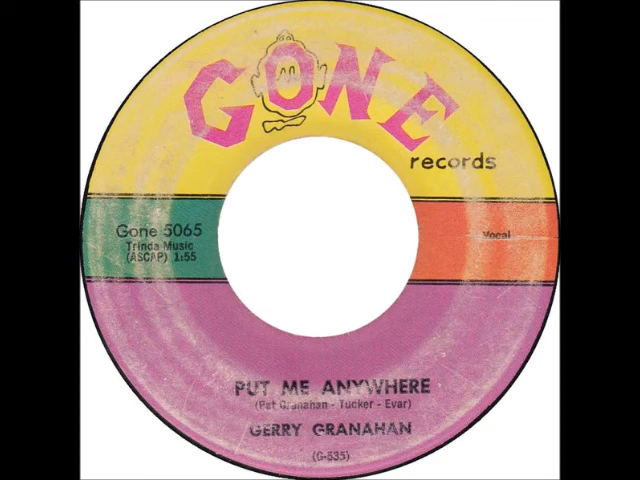 GONE
records
Gone 5065
Trinda Music
(ASCAP) 1:55
Vocal
PUT ME ANYWHERE
(Pat Granahan - Tucker - Evar)
GERRY GRANAHAN
(G-535)